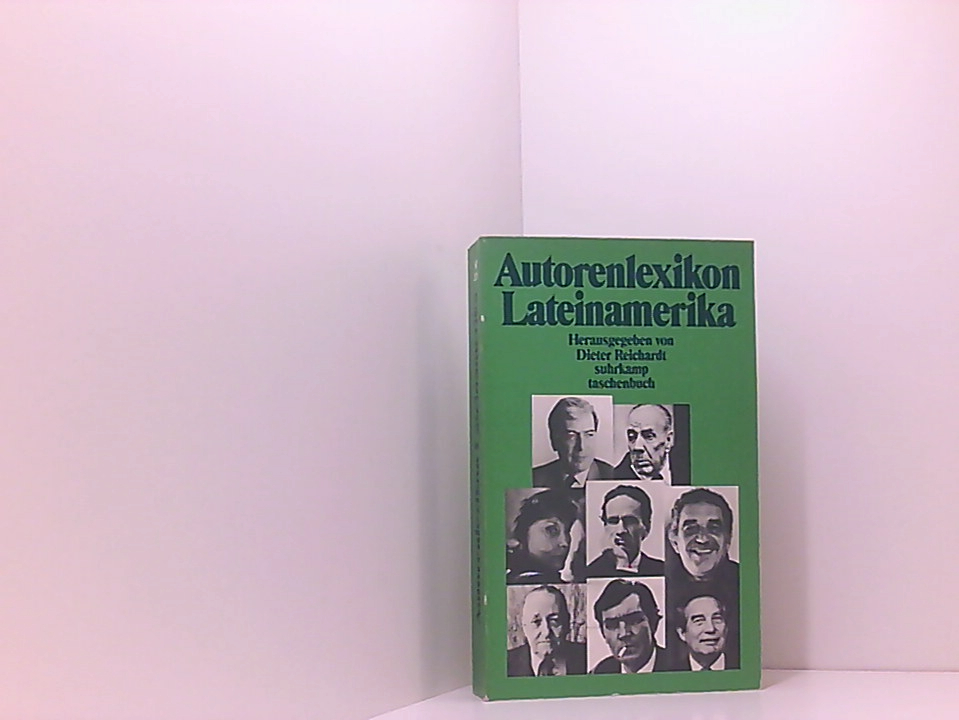 Autorenlexikon
Lateinamerika
Herausgegeben von
Dieter Reichardt
suhrkamp
taschenbuch